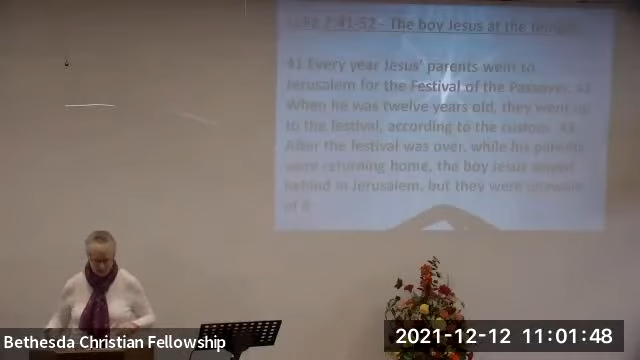 Luke 2:41-52 - The boy Jesus at the temple
41 Every year Jesus' parents went to
Jerusalem for the Festival of the Passover. 42
When he was twelve years old, they went up
to the festival, according to the custom. 43
After the festival was over, while his parents
were returning home, the boy Jesus stayed
behind in Jerusalem, but they were unaware
of it
Bethesda Christian Fellowship
2021-12-12 11:01:48